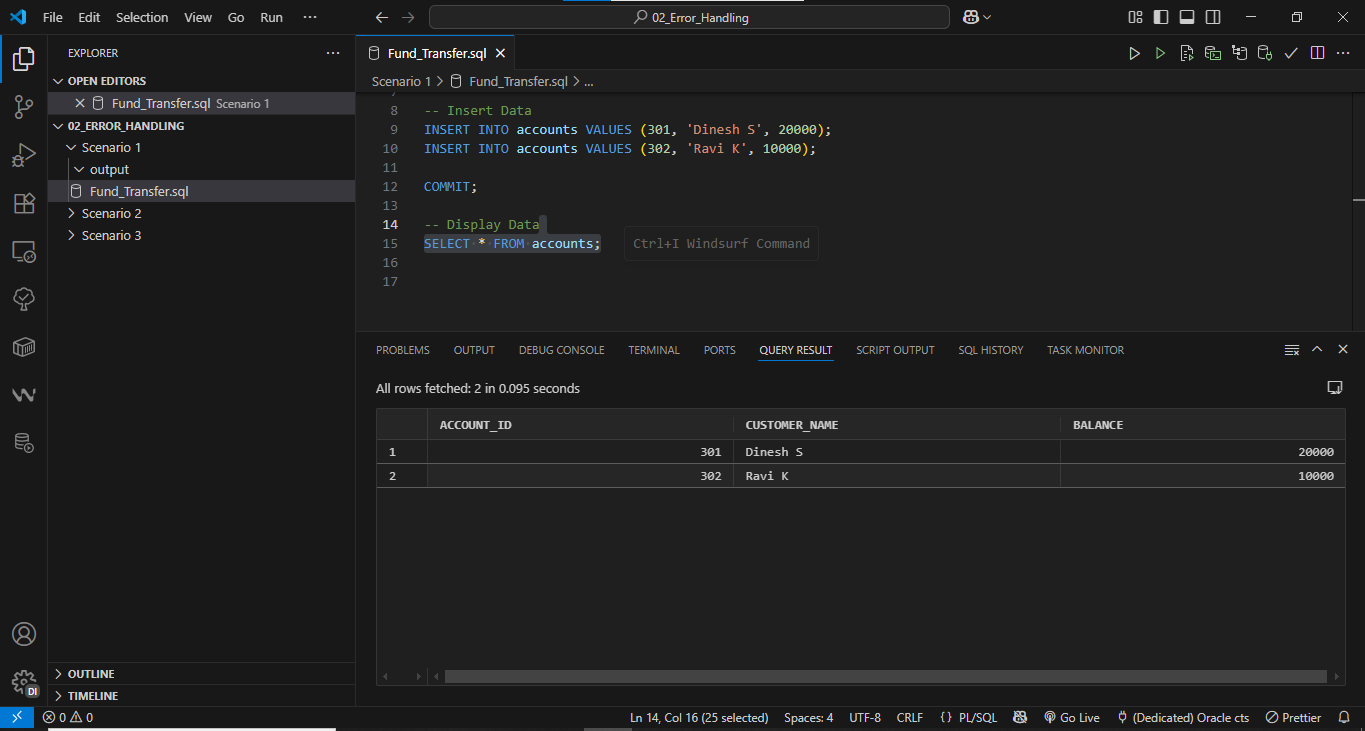 File Edit Selection View Go Run ···
02_Error_Handling
EXPLORER
OPEN EDITORS
Fund_Transfer.sql Scenario 1
02_ERROR_HANDLING
Scenario 1
output
Fund_Transfer.sql
Scenario 2
Scenario 3
OUTLINE
TIMELINE
Fund_Transfer.sql
Scenario 1 > Fund_Transfer.sql > ...
8 -- Insert Data
9 INSERT INTO accounts VALUES (301, 'Dinesh S', 20000);
10 INSERT INTO accounts VALUES (302, 'Ravi K', 10000);
11
12 COMMIT;
13
14 -- Display Data
15 SELECT * FROM accounts; Ctrl+I Windsurf Command
16
17
PROBLEMS OUTPUT DEBUG CONSOLE TERMINAL PORTS QUERY RESULT SCRIPT OUTPUT SQL HISTORY TASK MONITOR
All rows fetched: 2 in 0.095 seconds
ACCOUNT_ID CUSTOMER_NAME BALANCE
1 301 Dinesh S 20000
2 302 Ravi K 10000
DI
0 0 Ln 14, Col 16 (25 selected) Spaces: 4 UTF-8 CRLF {} PL/SQL Go Live (Dedicated) Oracle cts Prettier